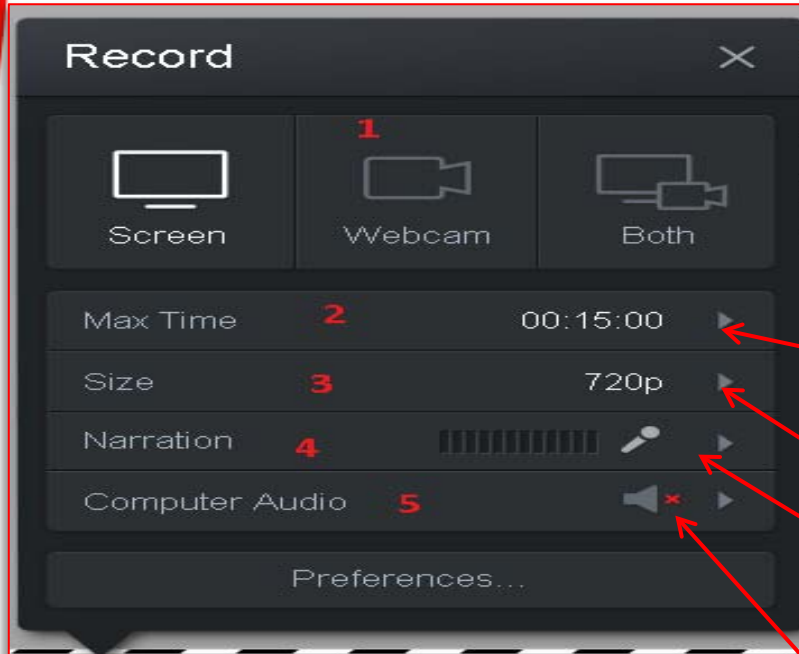 Record
1
Screen Webcam Both
Max Time 2 00:15:00
Size 3 720p
Narration 4
Computer Audio 5
Preferences...